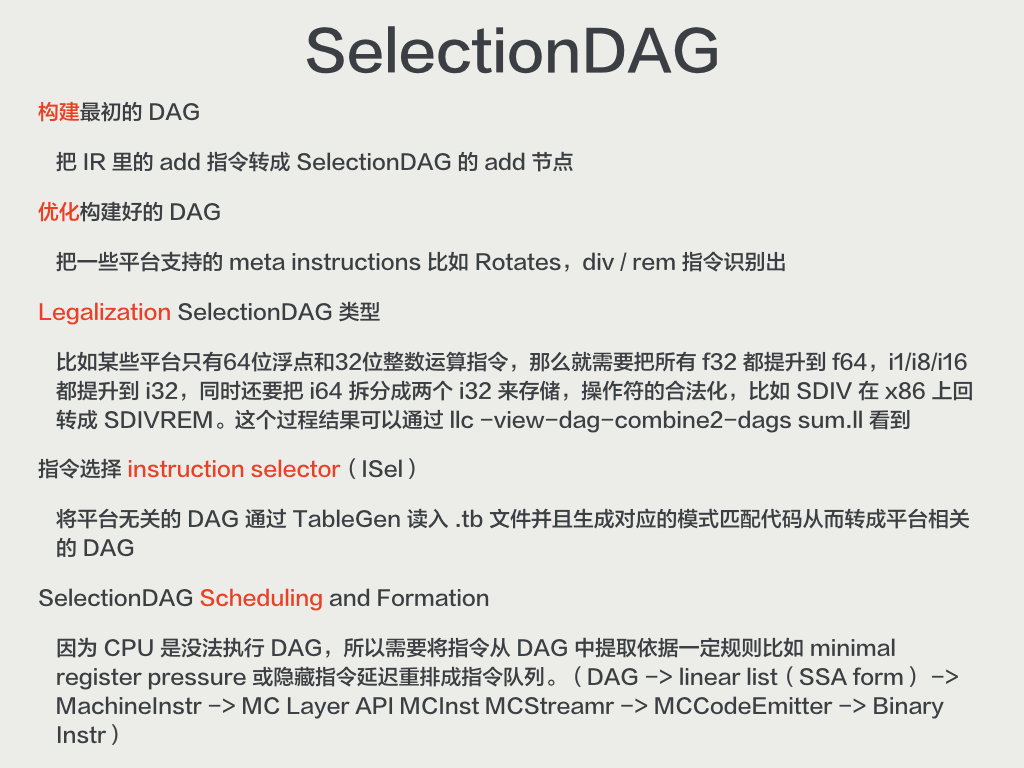 SelectionDAG
构建最初的 DAG
把 IR 里的 add 指令转成 SelectionDAG 的 add 节点
优化构建好的 DAG
把一些平台支持的 meta instructions 比如 Rotates，div / rem 指令识别出
Legalization SelectionDAG 类型
比如某些平台只有64位浮点和32位整数运算指令，那么就需要把所有 f32 都提升到 f64，i1/i8/i16
都提升到 i32，同时还要把 i64 拆分成两个 i32 来存储，操作符的合法化，比如 SDIV 在 x86 上回
转成 SDIVREM。这个过程结果可以通过 llc -view-dag-combine2-dags sum.ll 看到
指令选择 instruction selector（ISel）
将平台无关的 DAG 通过 TableGen 读入 .tb 文件并且生成对应的模式匹配代码从而转成平台相关
的 DAG
SelectionDAG Scheduling and Formation
因为 CPU 是没法执行 DAG，所以需要将指令从 DAG 中提取依据一定规则比如 minimal
register pressure 或隐藏指令延迟重排成指令队列。（DAG -> linear list（SSA form） ->
MachineInstr -> MC Layer API MCInst MCStreamr -> MCCodeEmitter -> Binary
Instr）